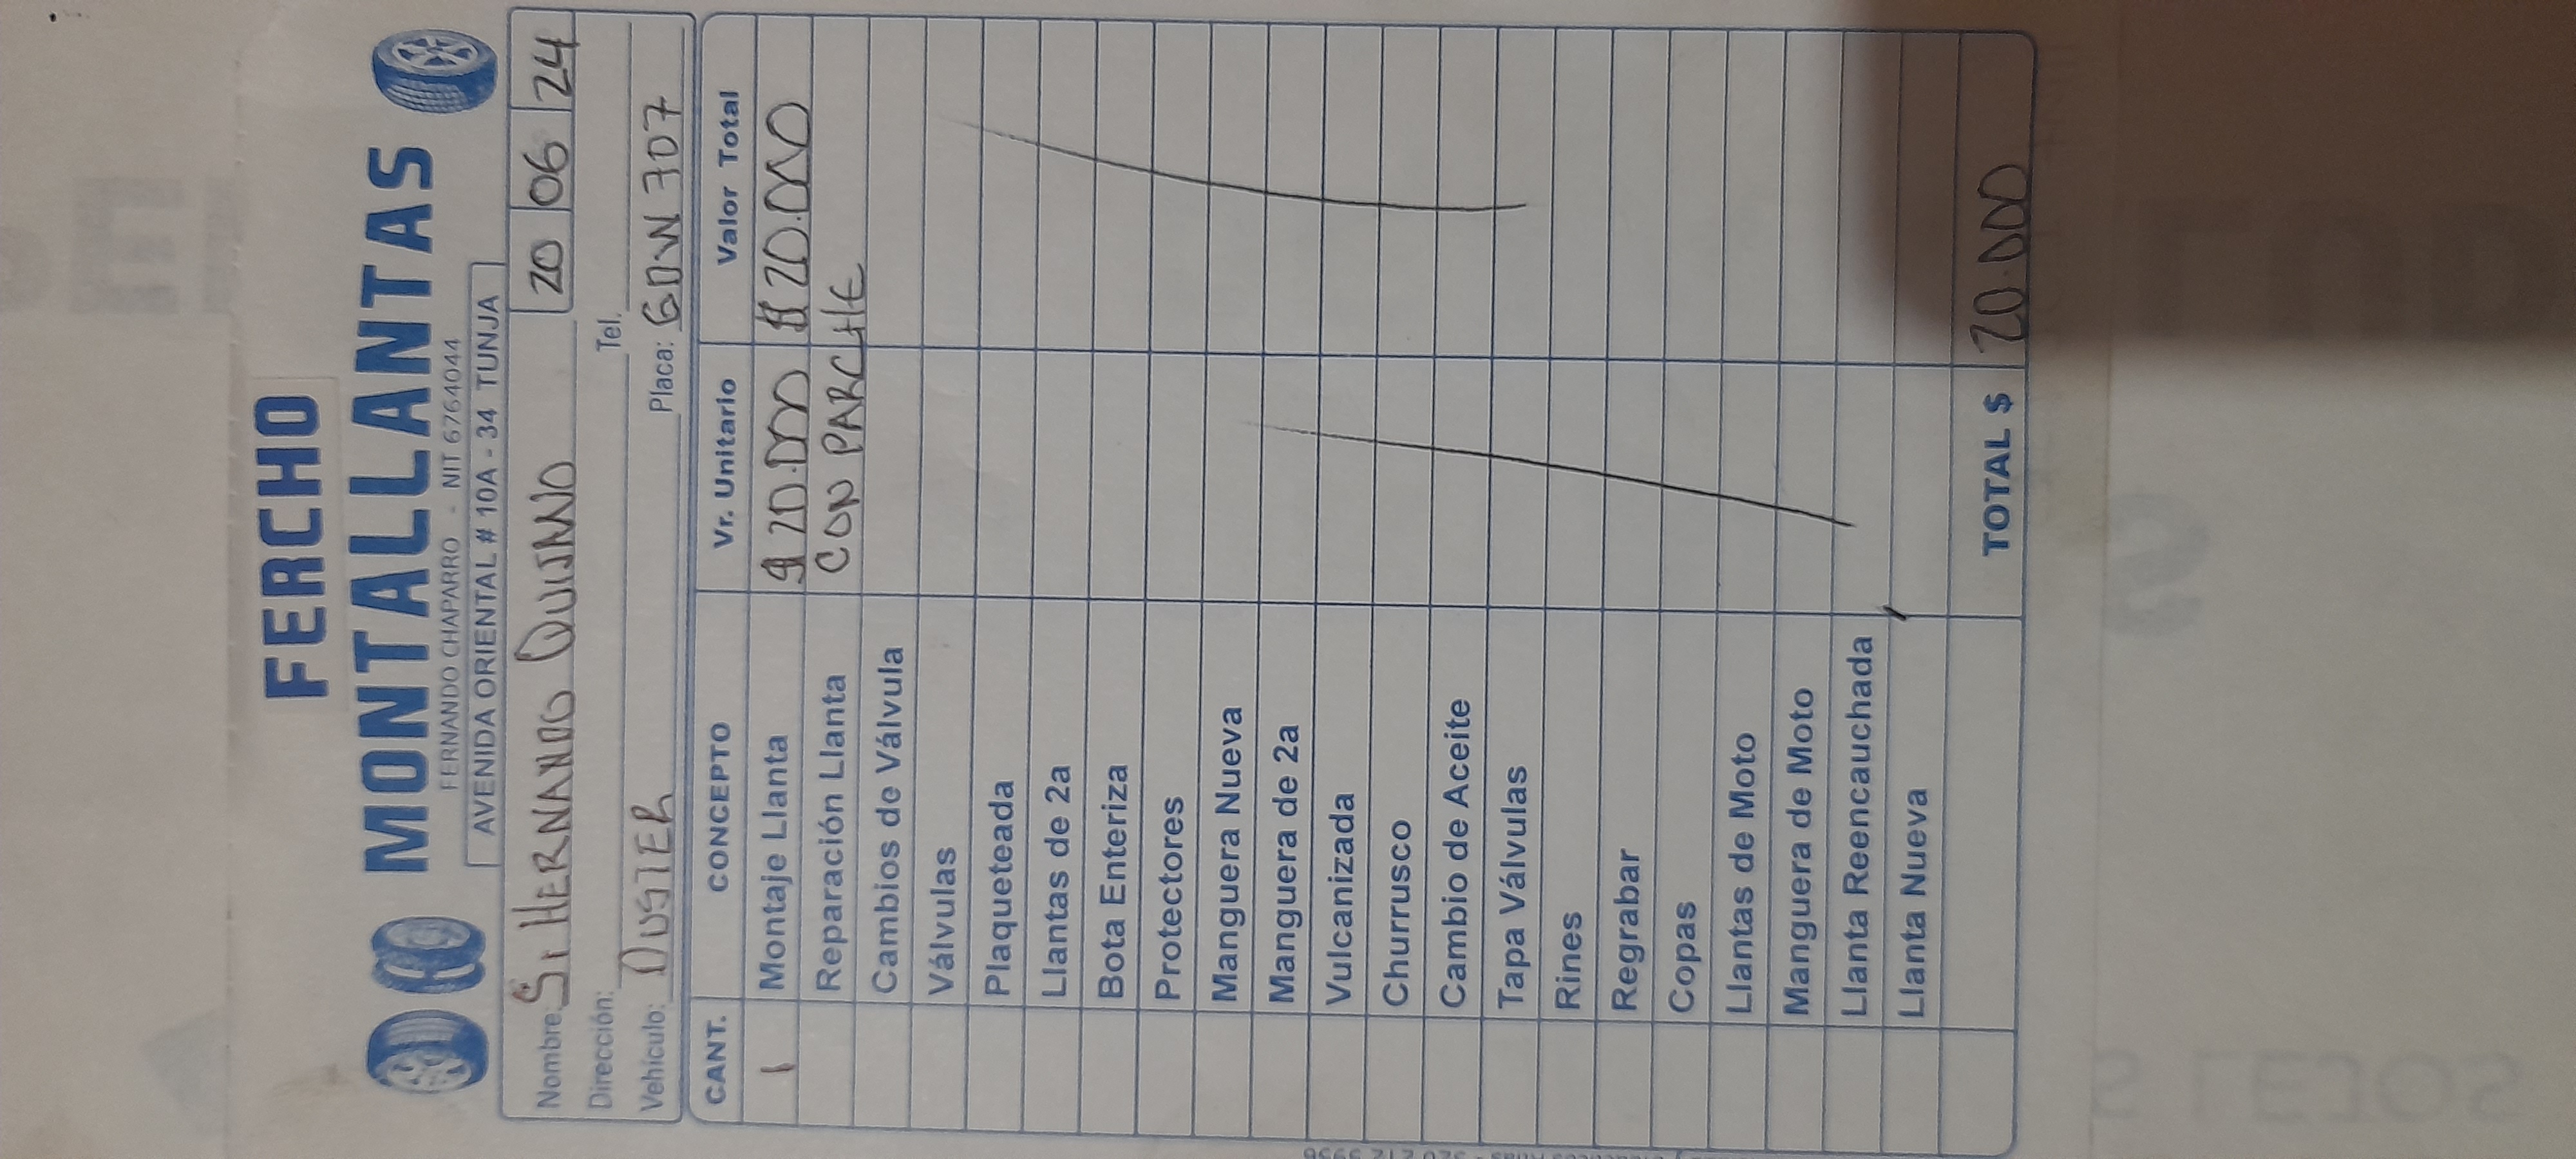 FERCHO
MONTALLANTAS
FERNANDO CHAPARRO - NIT 6764044
AVENIDA ORIENTAL # 10A - 34 TUNJA
Nombre: Sr HERNANDO QUIJANO 20 06 24
Dirección: Tel.
Vehículo: DUSTER Placa: GDW 707
CANT. CONCEPTO Vr. Unitario Valor Total
1 Montaje Llanta $ 20.000 $ 20.000
Reparación Llanta CON PARCHE
Cambios de Válvula
Válvulas
Plaqueteada
Llantas de 2a
Bota Enteriza
Protectores
Manguera Nueva
Manguera de 2a
Vulcanizada
Churrusco
Cambio de Aceite
Tapa Válvulas
Rines
Regrabar
Copas
Llantas de Moto
Manguera de Moto
Llanta Reencauchada
Llanta Nueva
TOTAL $ 20.000